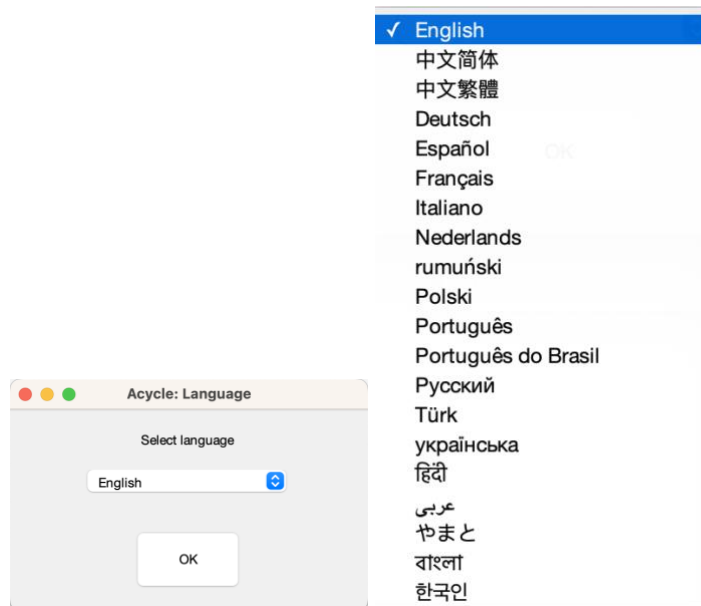 Acycle: Language
Select language
English
OK
✓ English
中文简体
中文繁體
Deutsch
Español
OK
Français
Italiano
Nederlands
rumuński
Polski
Português
Português do Brasil
Русский
Türk
українська
हिंदी
عربى
やまと
বাংলা
한국인